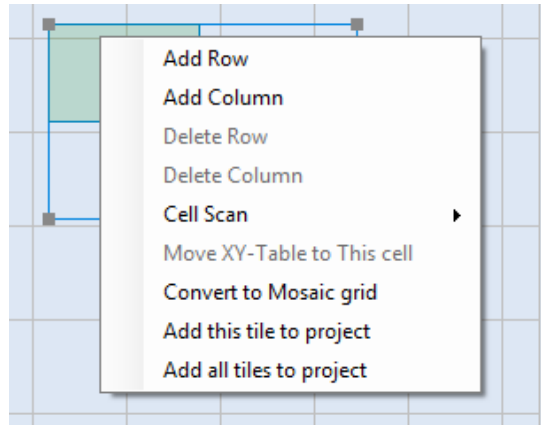 Add Row
Add Column
Delete Row
Delete Column
Cell Scan
Move XY-Table to This cell
Convert to Mosaic grid
Add this tile to project
Add all tiles to project